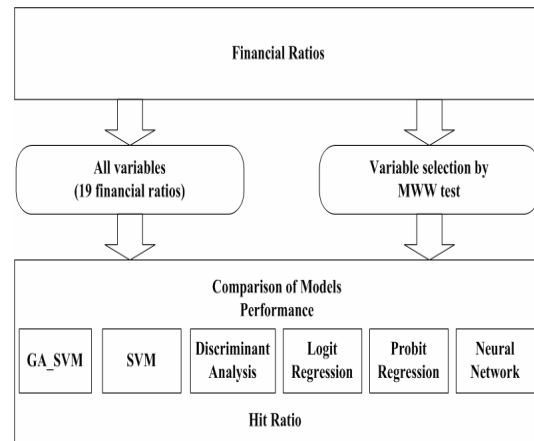 Financial Ratios
All variables
(19 financial ratios)
Variable selection by
MWW test
Comparison of Models
Performance
GA_SVM
SVM
Discriminant
Analysis
Logit
Regression
Probit
Regression
Neural
Network
Hit Ratio